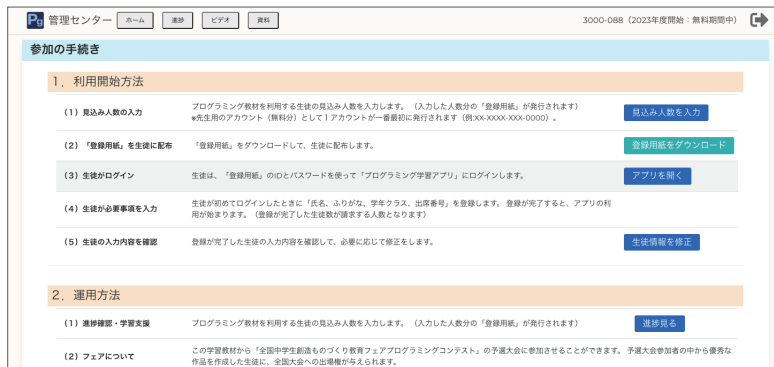 Pg 管理センター ホーム 進捗 ビデオ 資料 3000-088（2023年度開始：無料期間中）
参加の手続き
1．利用開始方法
（1）見込み人数の入力 プログラミング教材を利用する生徒の見込み人数を入力します。（入力した人数分の「登録用紙」が発行されます） 見込み人数を入力
※先生用のアカウント（無料分）として１アカウントが一番最初に発行されます（例:XX-XXXX-XXX-0000）。
（2）「登録用紙」を生徒に配布 「登録用紙」をダウンロードして、生徒に配布します。 登録用紙をダウンロード
（3）生徒がログイン 生徒は、「登録用紙」のIDとパスワードを使って「プログラミング学習アプリ」にログインします。 アプリを開く
（4）生徒が必要事項を入力 生徒が初めてログインしたときに「氏名、ふりがな、学年クラス、出席番号」を登録します。登録が完了すると、アプリの利
用が始まります。（登録が完了した生徒数が請求する人数となります）
（5）生徒の入力内容を確認 登録が完了した生徒の入力内容を確認して、必要に応じて修正をします。 生徒情報を修正
2．運用方法
（1）進捗確認・学習支援 プログラミング教材を利用する生徒の見込み人数を入力します。（入力した人数分の「登録用紙」が発行されます） 進捗見る
（2）フェアについて この学習教材から「全国中学生創造ものづくり教育フェアプログラミングコンテスト」の予選大会に参加させることができます。予選大会参加者の中から優秀な
作品を作成した生徒に、全国大会への出場権が与えられます。